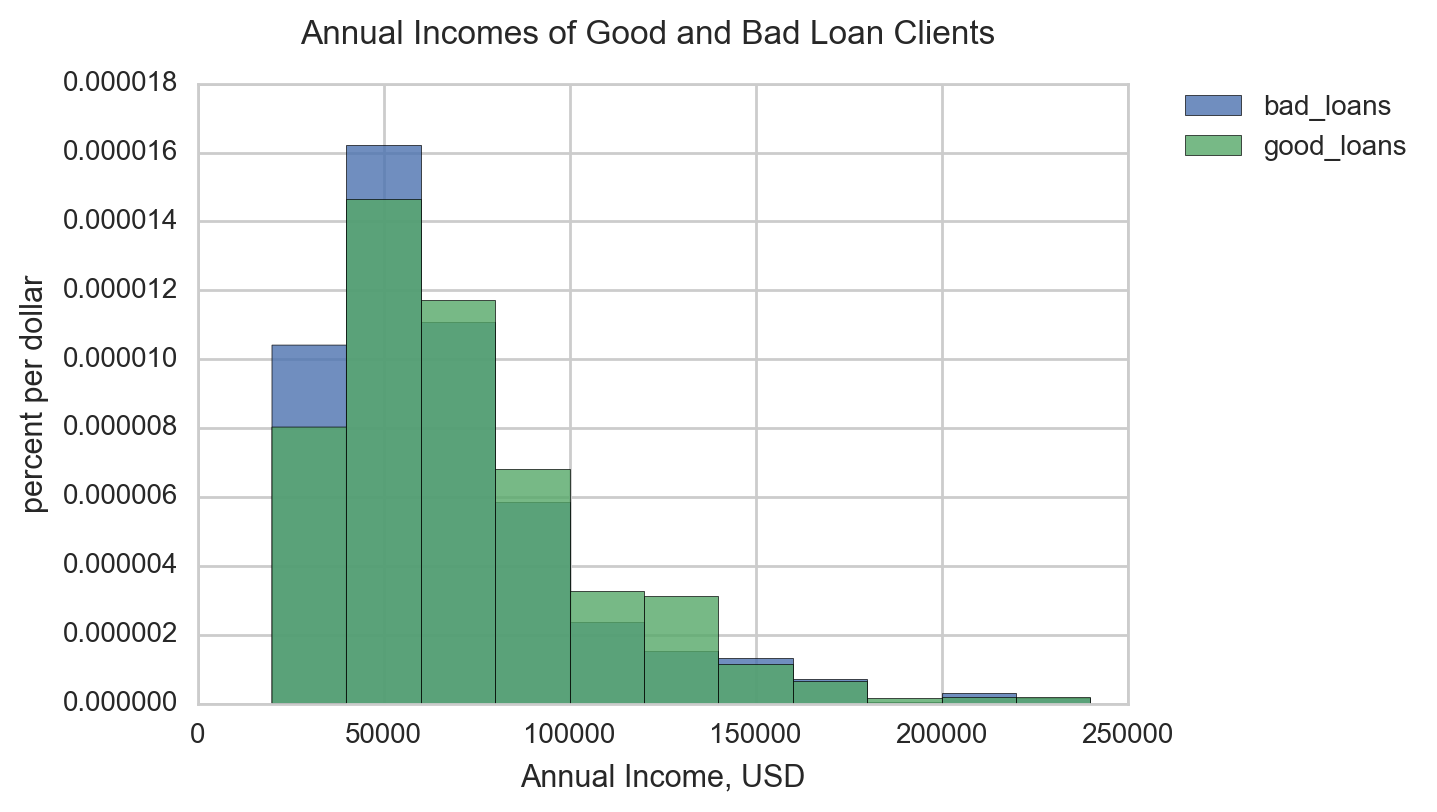 Annual Incomes of Good and Bad Loan Clients
bad_loans
good_loans
percent per dollar
0.000018
0.000016
0.000014
0.000012
0.000010
0.000008
0.000006
0.000004
0.000002
0.000000
0 50000 100000 150000 200000 250000
Annual Income, USD